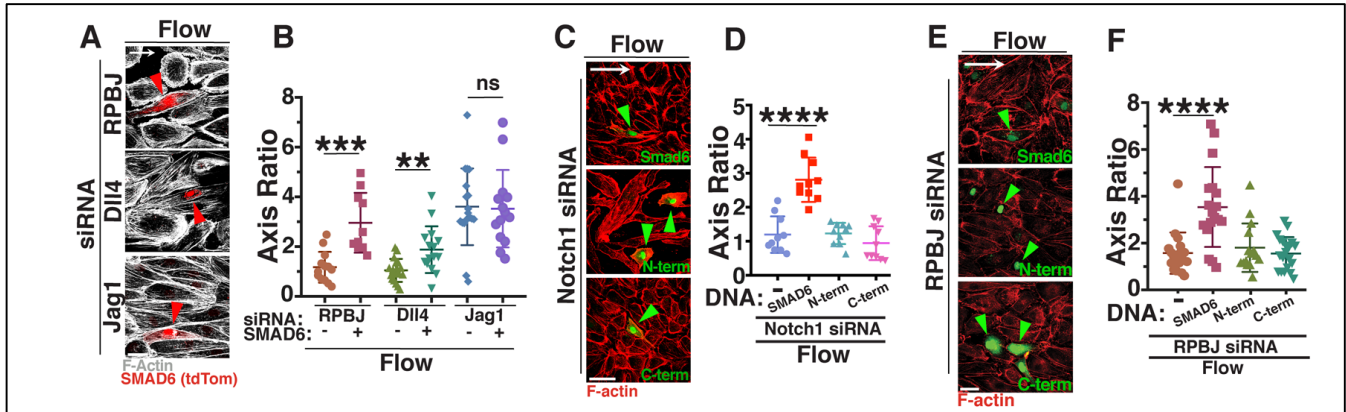 A
Flow
siRNA
RPBJ
Dll4
Jag1
F-Actin
SMAD6 (tdTom)
B
Axis Ratio
8
6
4
2
0
***
**
ns
siRNA: RPBJ Dll4 Jag1
SMAD6: - + - + - +
Flow
C
Flow
Notch1 siRNA
Smad6
N-term
C-term
F-actin
D
Axis Ratio
5
4
3
2
1
0
****
DNA: - SMAD6 N-term C-term
Notch1 siRNA
Flow
E
Flow
RPBJ siRNA
Smad6
N-term
C-term
F-actin
F
Axis Ratio
8
6
4
2
0
****
DNA: - SMAD6 N-term C-term
RPBJ siRNA
Flow